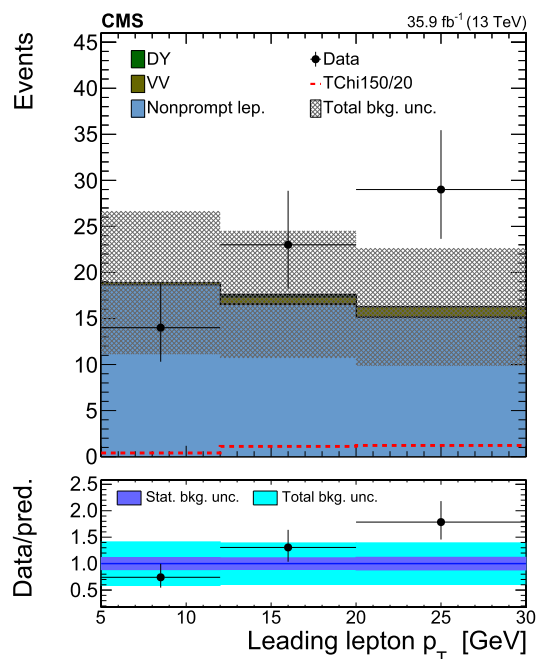 CMS 35.9 fb⁻¹ (13 TeV)
Events
45
40
35
30
25
20
15
10
5
0
DY
VV
Nonprompt lep.
Data
TChi150/20
Total bkg. unc.
Data/pred.
2.5
2.0
1.5
1.0
0.5
Stat. bkg. unc. Total bkg. unc.
5 10 15 20 25 30
Leading lepton p_T [GeV]